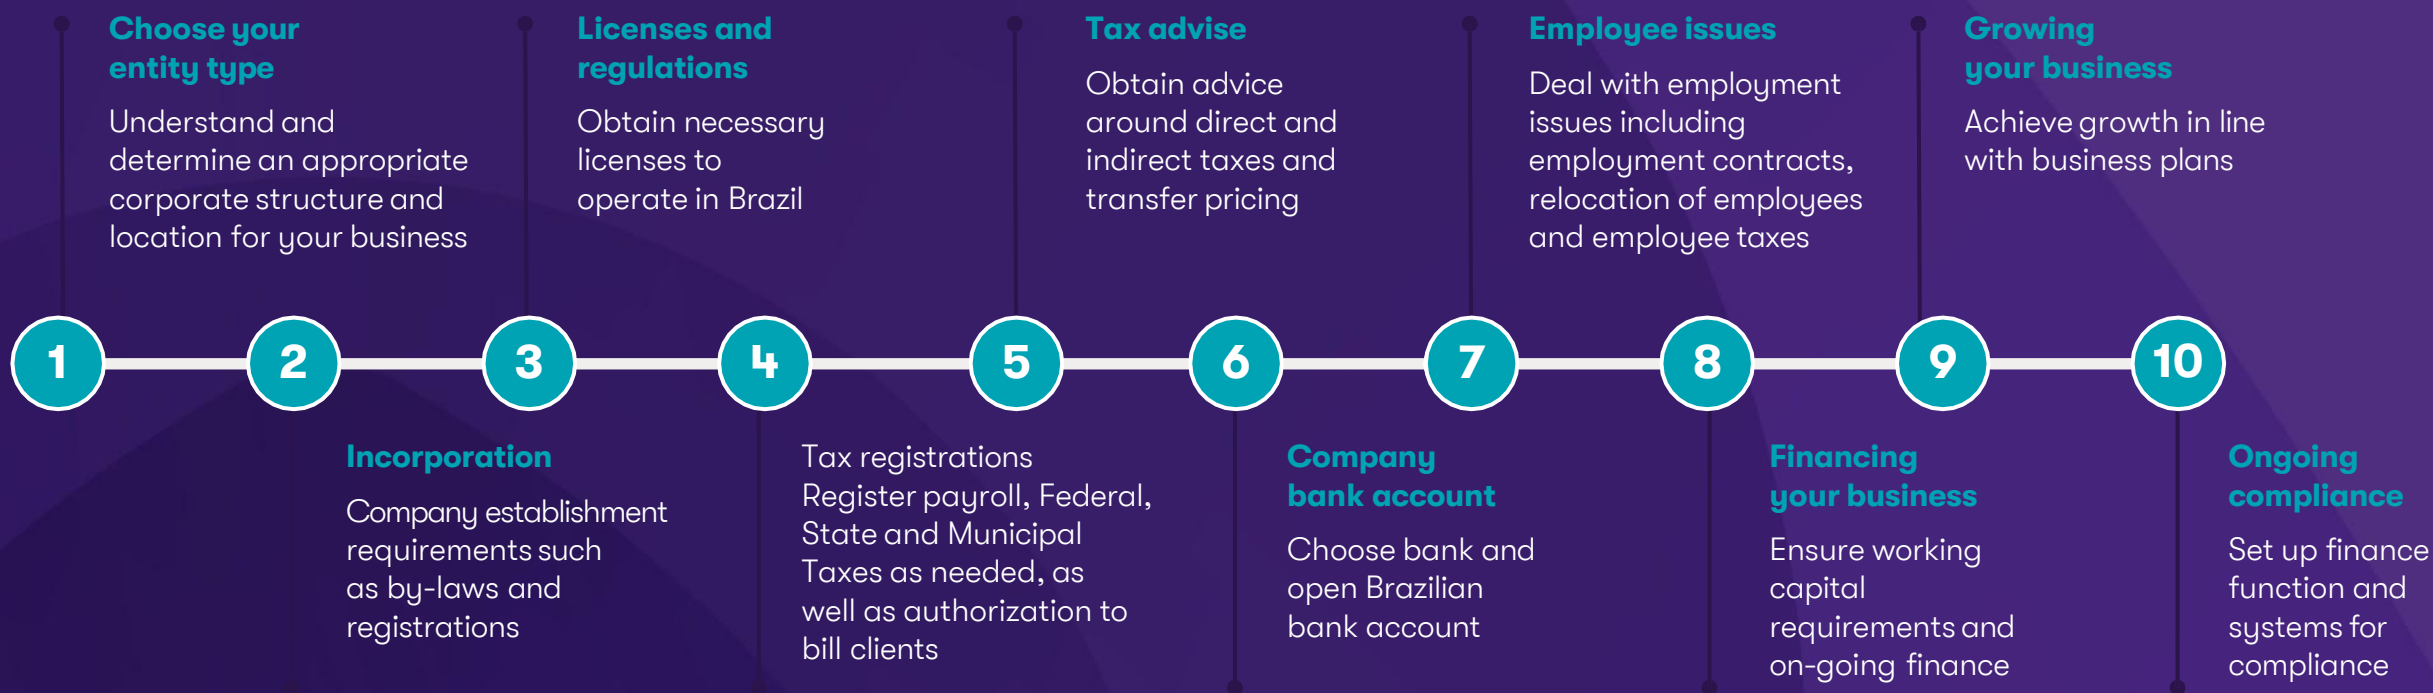 Choose your
entity type
Understand and
determine an appropriate
corporate structure and
location for your business
Licenses and
regulations
Obtain necessary
licenses to
operate in Brazil
Tax advise
Obtain advice
around direct and
indirect taxes and
transfer pricing
Employee issues
Deal with employment
issues including
employment contracts,
relocation of employees
and employee taxes
Growing
your business
Achieve growth in line
with business plans
1
2
3
4
5
6
7
8
9
10
Incorporation
Company establishment
requirements such
as by-laws and
registrations
Tax registrations
Register payroll, Federal,
State and Municipal
Taxes as needed, as
well as authorization to
bill clients
Company
bank account
Choose bank and
open Brazilian
bank account
Financing
your business
Ensure working
capital
requirements and
on-going finance
Ongoing
compliance
Set up finance
function and
systems for
compliance